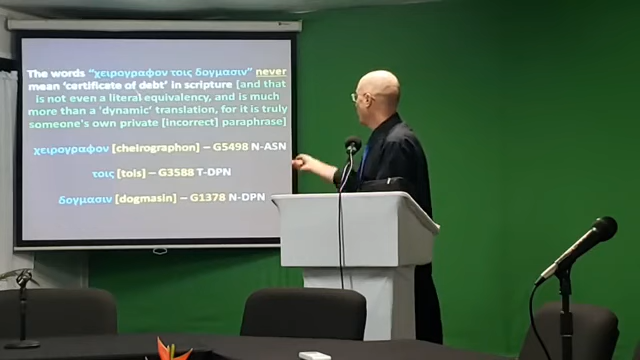 The words “χειρογραφον τοις δογμασιν” never
mean ‘certificate of debt’ in scripture [and that
is not even a literal equivalency, and is much
more than a ‘dynamic’ translation, for it is truly
someone's own private [incorrect] paraphrase]
χειρογραφον [cheirographon] – G5498 N-ASN
τοις [tois] – G3588 T-DPN
δογμασιν [dogmasin] – G1378 N-DPN